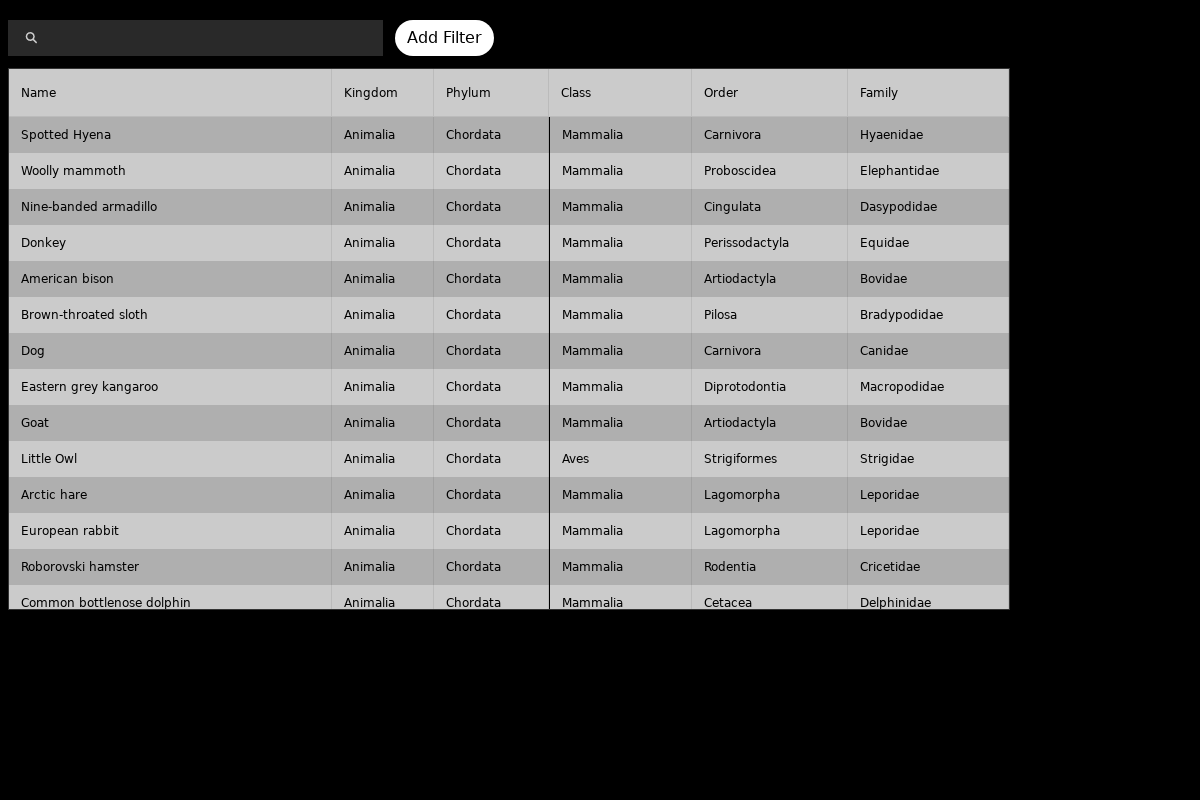 Add Filter
Name Kingdom Phylum Class Order Family
Spotted Hyena Animalia Chordata Mammalia Carnivora Hyaenidae
Woolly mammoth Animalia Chordata Mammalia Proboscidea Elephantidae
Nine-banded armadillo Animalia Chordata Mammalia Cingulata Dasypodidae
Donkey Animalia Chordata Mammalia Perissodactyla Equidae
American bison Animalia Chordata Mammalia Artiodactyla Bovidae
Brown-throated sloth Animalia Chordata Mammalia Pilosa Bradypodidae
Dog Animalia Chordata Mammalia Carnivora Canidae
Eastern grey kangaroo Animalia Chordata Mammalia Diprotodontia Macropodidae
Goat Animalia Chordata Mammalia Artiodactyla Bovidae
Little Owl Animalia Chordata Aves Strigiformes Strigidae
Arctic hare Animalia Chordata Mammalia Lagomorpha Leporidae
European rabbit Animalia Chordata Mammalia Lagomorpha Leporidae
Roborovski hamster Animalia Chordata Mammalia Rodentia Cricetidae
Common bottlenose dolphin Animalia Chordata Mammalia Cetacea Delphinidae